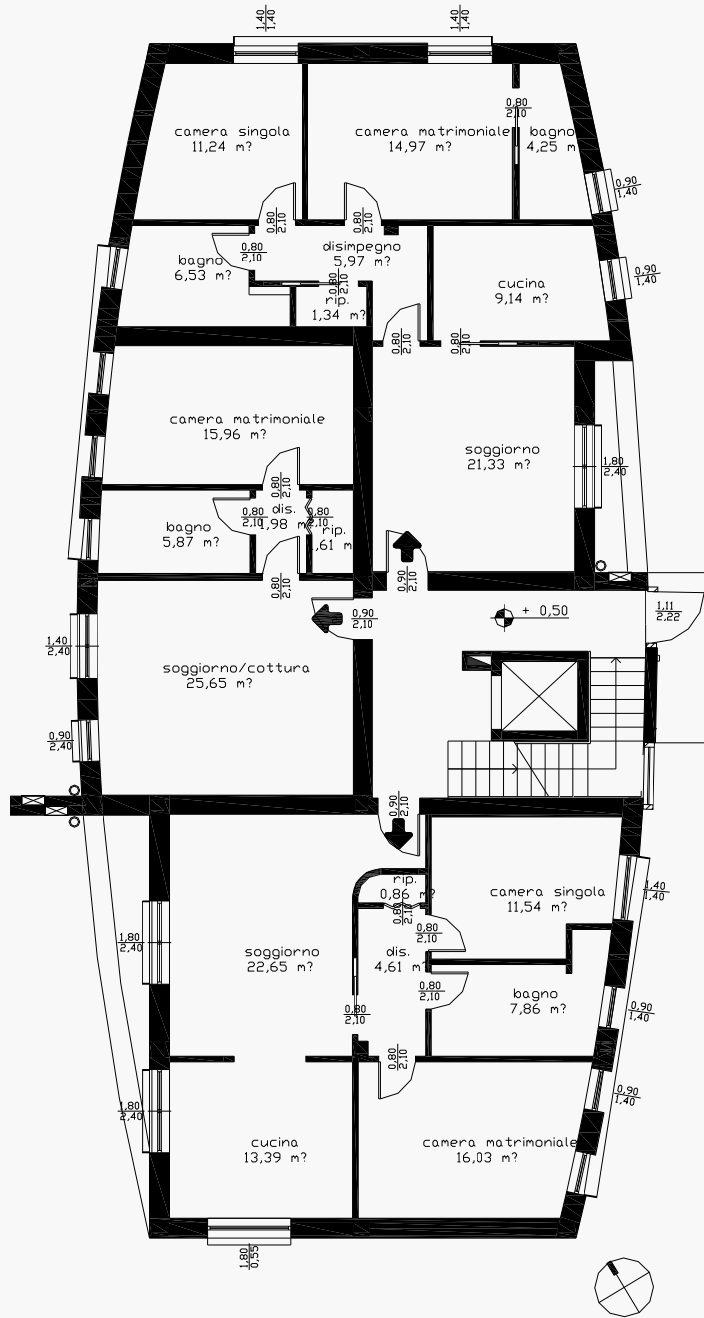 1,40
1,40
1,40
1,40
camera singola
11,24 m?
camera matrimoniale
14,97 m?
0,80
2,10
bagno
4,25 m
0,90
1,40
0,80
2,10
0,80
2,10
bagno
6,53 m?
0,80
2,10
disimpegno
5,97 m?
0,80
2,10
rip.
1,34 m?
cucina
9,14 m?
0,90
1,40
0,80
2,10
0,80
2,10
camera matrimoniale
15,96 m?
soggiorno
21,33 m?
1,80
2,40
0,80
2,10
bagno
5,87 m?
0,80
2,10
dis.
1,98 m
0,80
2,10
rip.
,61 m?
0,80
2,10
0,90
2,10
0,90
2,10
+ 0,50
1,11
2,22
1,40
2,40
soggiorno/cottura
25,65 m?
0,90
2,40
0,90
2,10
rip.
0,86 m?
0,80
2,10
camera singola
11,54 m?
1,40
1,40
1,80
2,40
soggiorno
22,65 m?
dis.
4,61 m?
0,80
2,10
0,80
2,10
bagno
7,86 m?
0,90
1,40
0,80
2,10
0,80
2,10
1,80
2,40
cucina
13,39 m?
camera matrimoniale
16,03 m?
0,90
1,40
1,80
0,55